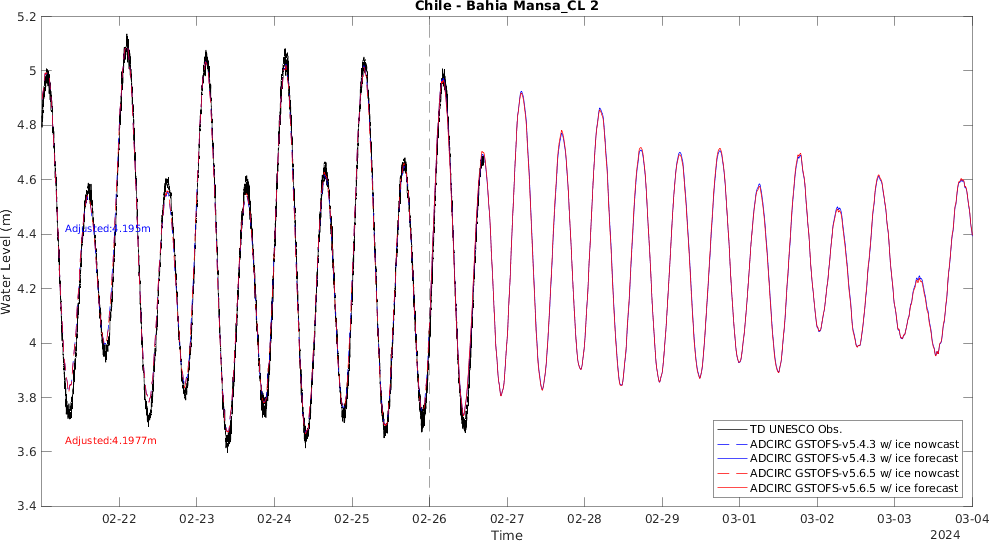 Chile - Bahia Mansa_CL 2
5.2
5
4.8
4.6
4.4
4.2
4
3.8
3.6
3.4
Water Level (m)
Adjusted:4.195m
Adjusted:4.1977m
TD UNESCO Obs.
ADCIRC GSTOFS-v5.4.3 w/ ice nowcast
ADCIRC GSTOFS-v5.4.3 w/ ice forecast
ADCIRC GSTOFS-v5.6.5 w/ ice nowcast
ADCIRC GSTOFS-v5.6.5 w/ ice forecast
02-22 02-23 02-24 02-25 02-26 02-27 02-28 02-29 03-01 03-02 03-03 03-04
Time
2024